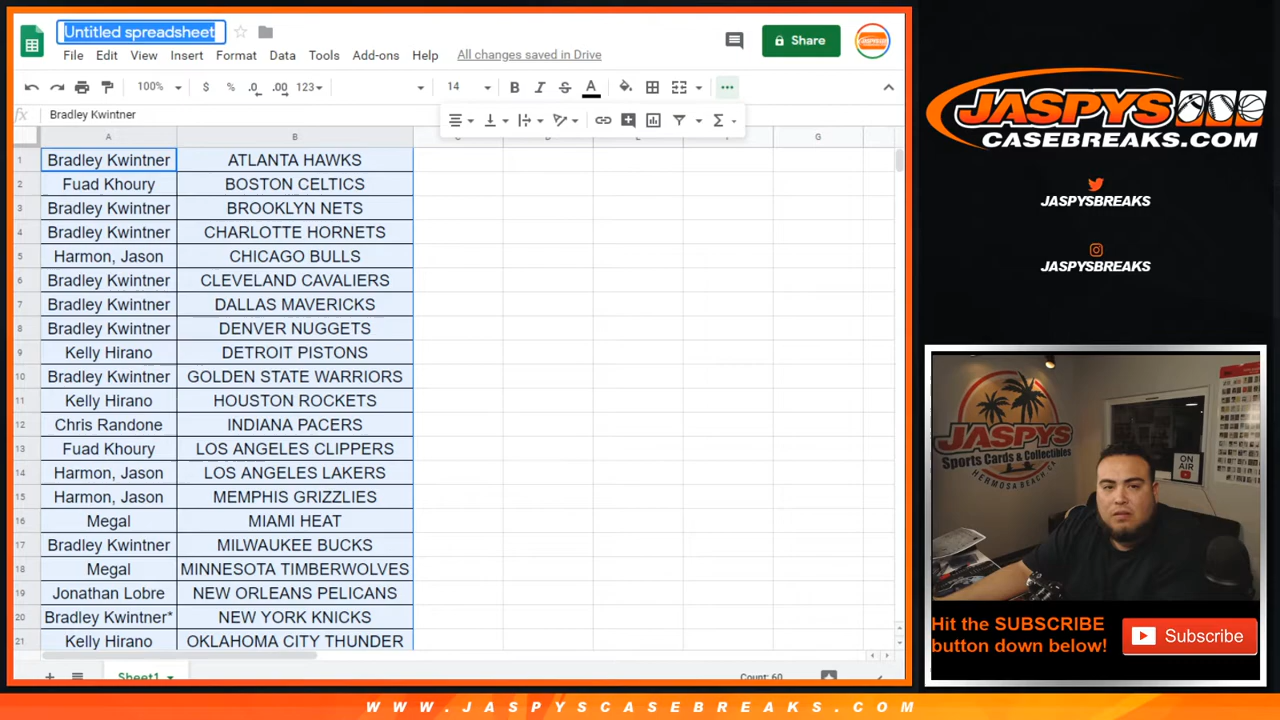 Untitled spreadsheet
File Edit View Insert Format Data Tools Add-ons Help All changes saved in Drive
Share
100% $ % .0 .00 123 14 B I S A
fx Bradley Kwintner
A B G
1 Bradley Kwintner ATLANTA HAWKS
2 Fuad Khoury BOSTON CELTICS
3 Bradley Kwintner BROOKLYN NETS
4 Bradley Kwintner CHARLOTTE HORNETS
5 Harmon, Jason CHICAGO BULLS
6 Bradley Kwintner CLEVELAND CAVALIERS
7 Bradley Kwintner DALLAS MAVERICKS
8 Bradley Kwintner DENVER NUGGETS
9 Kelly Hirano DETROIT PISTONS
10 Bradley Kwintner GOLDEN STATE WARRIORS
11 Kelly Hirano HOUSTON ROCKETS
12 Chris Randone INDIANA PACERS
13 Fuad Khoury LOS ANGELES CLIPPERS
14 Harmon, Jason LOS ANGELES LAKERS
15 Harmon, Jason MEMPHIS GRIZZLIES
16 Megal MIAMI HEAT
17 Bradley Kwintner MILWAUKEE BUCKS
18 Megal MINNESOTA TIMBERWOLVES
19 Jonathan Lobre NEW ORLEANS PELICANS
20 Bradley Kwintner* NEW YORK KNICKS
21 Kelly Hirano OKLAHOMA CITY THUNDER
Sheet1 Count: 60
JASPYS
CASEBREAKS.COM
JASPYSBREAKS
JASPYSBREAKS
JASPYS
Sports Cards & Collectibles
HERMOSA BEACH, CA
ON
AIR
Hit the SUBSCRIBE
button down below!
Subscribe
WWW.JASPYSCASEBREAKS.COM